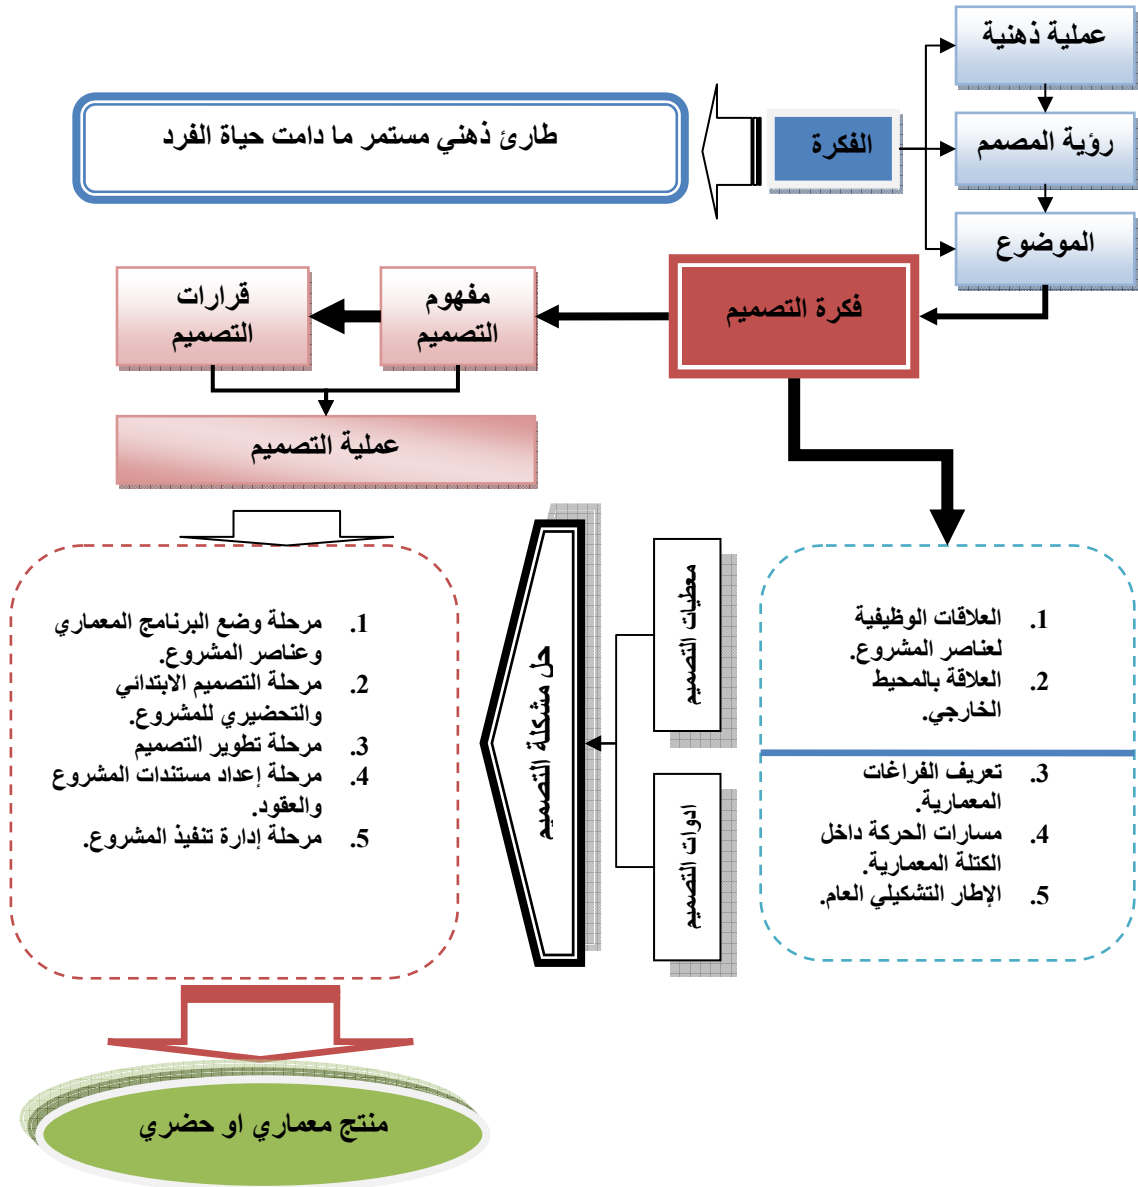 عملية ذهنية
رؤية المصمم
الموضوع
الفكرة
طارئ ذهني مستمر ما دامت حياة الفرد
فكرة التصميم
مفهوم
التصميم
قرارات
التصميم
عملية التصميم
1. العلاقات الوظيفية
لعناصر المشروع.
2. العلاقة بالمحيط
الخارجي.
3. تعريف الفراغات
المعمارية.
4. مسارات الحركة داخل
الكتلة المعمارية.
5. الإطار التشكيلي العام.
معطيات التصميم
ادوات التصميم
حل مشكلة التصميم
1. مرحلة وضع البرنامج المعماري
وعناصر المشروع.
2. مرحلة التصميم الابتدائي
والتحضيري للمشروع.
3. مرحلة تطوير التصميم
4. مرحلة إعداد مستندات المشروع
والعقود.
5. مرحلة إدارة تنفيذ المشروع.
منتج معماري او حضري